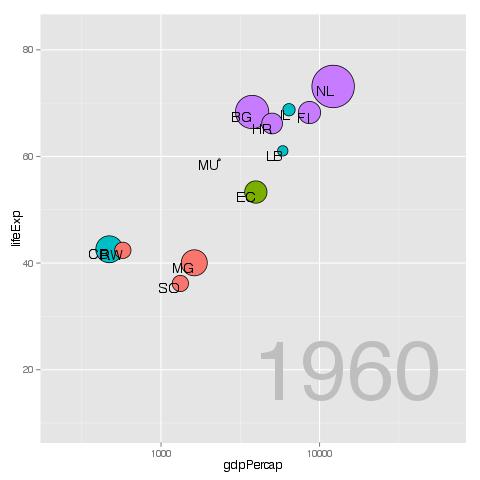 80
NL
BG
IL
FI
HR
60
LB
MU
EC
lifeExp
RW
40
MG
SO
1960
20
1000
10000
gdpPercap